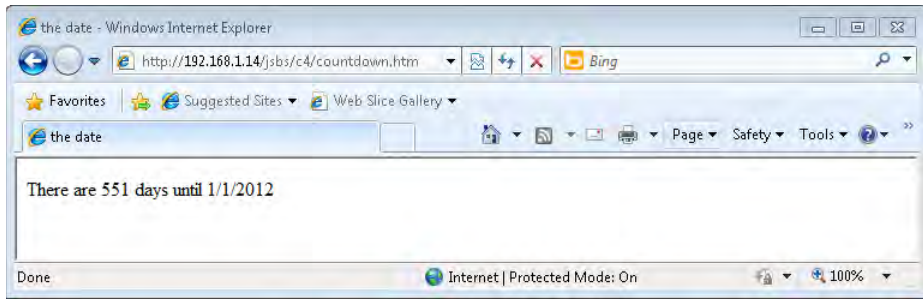 the date - Windows Internet Explorer
http://192.168.1.14/jsbs/c4/countdown.htm
Bing
Favorites Suggested Sites Web Slice Gallery
the date Page Safety Tools
There are 551 days until 1/1/2012
Done Internet | Protected Mode: On 100%